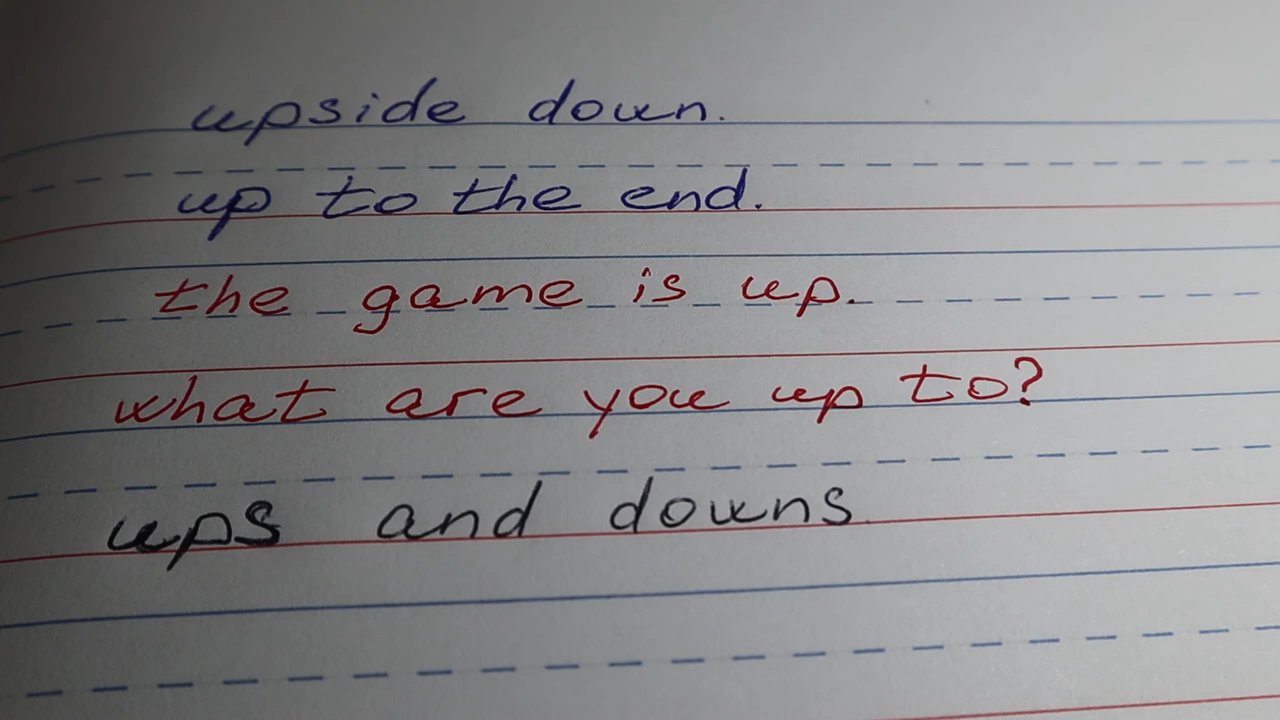 upside down.
up to the end.
the game is up.
what are you up to?
ups and downs.